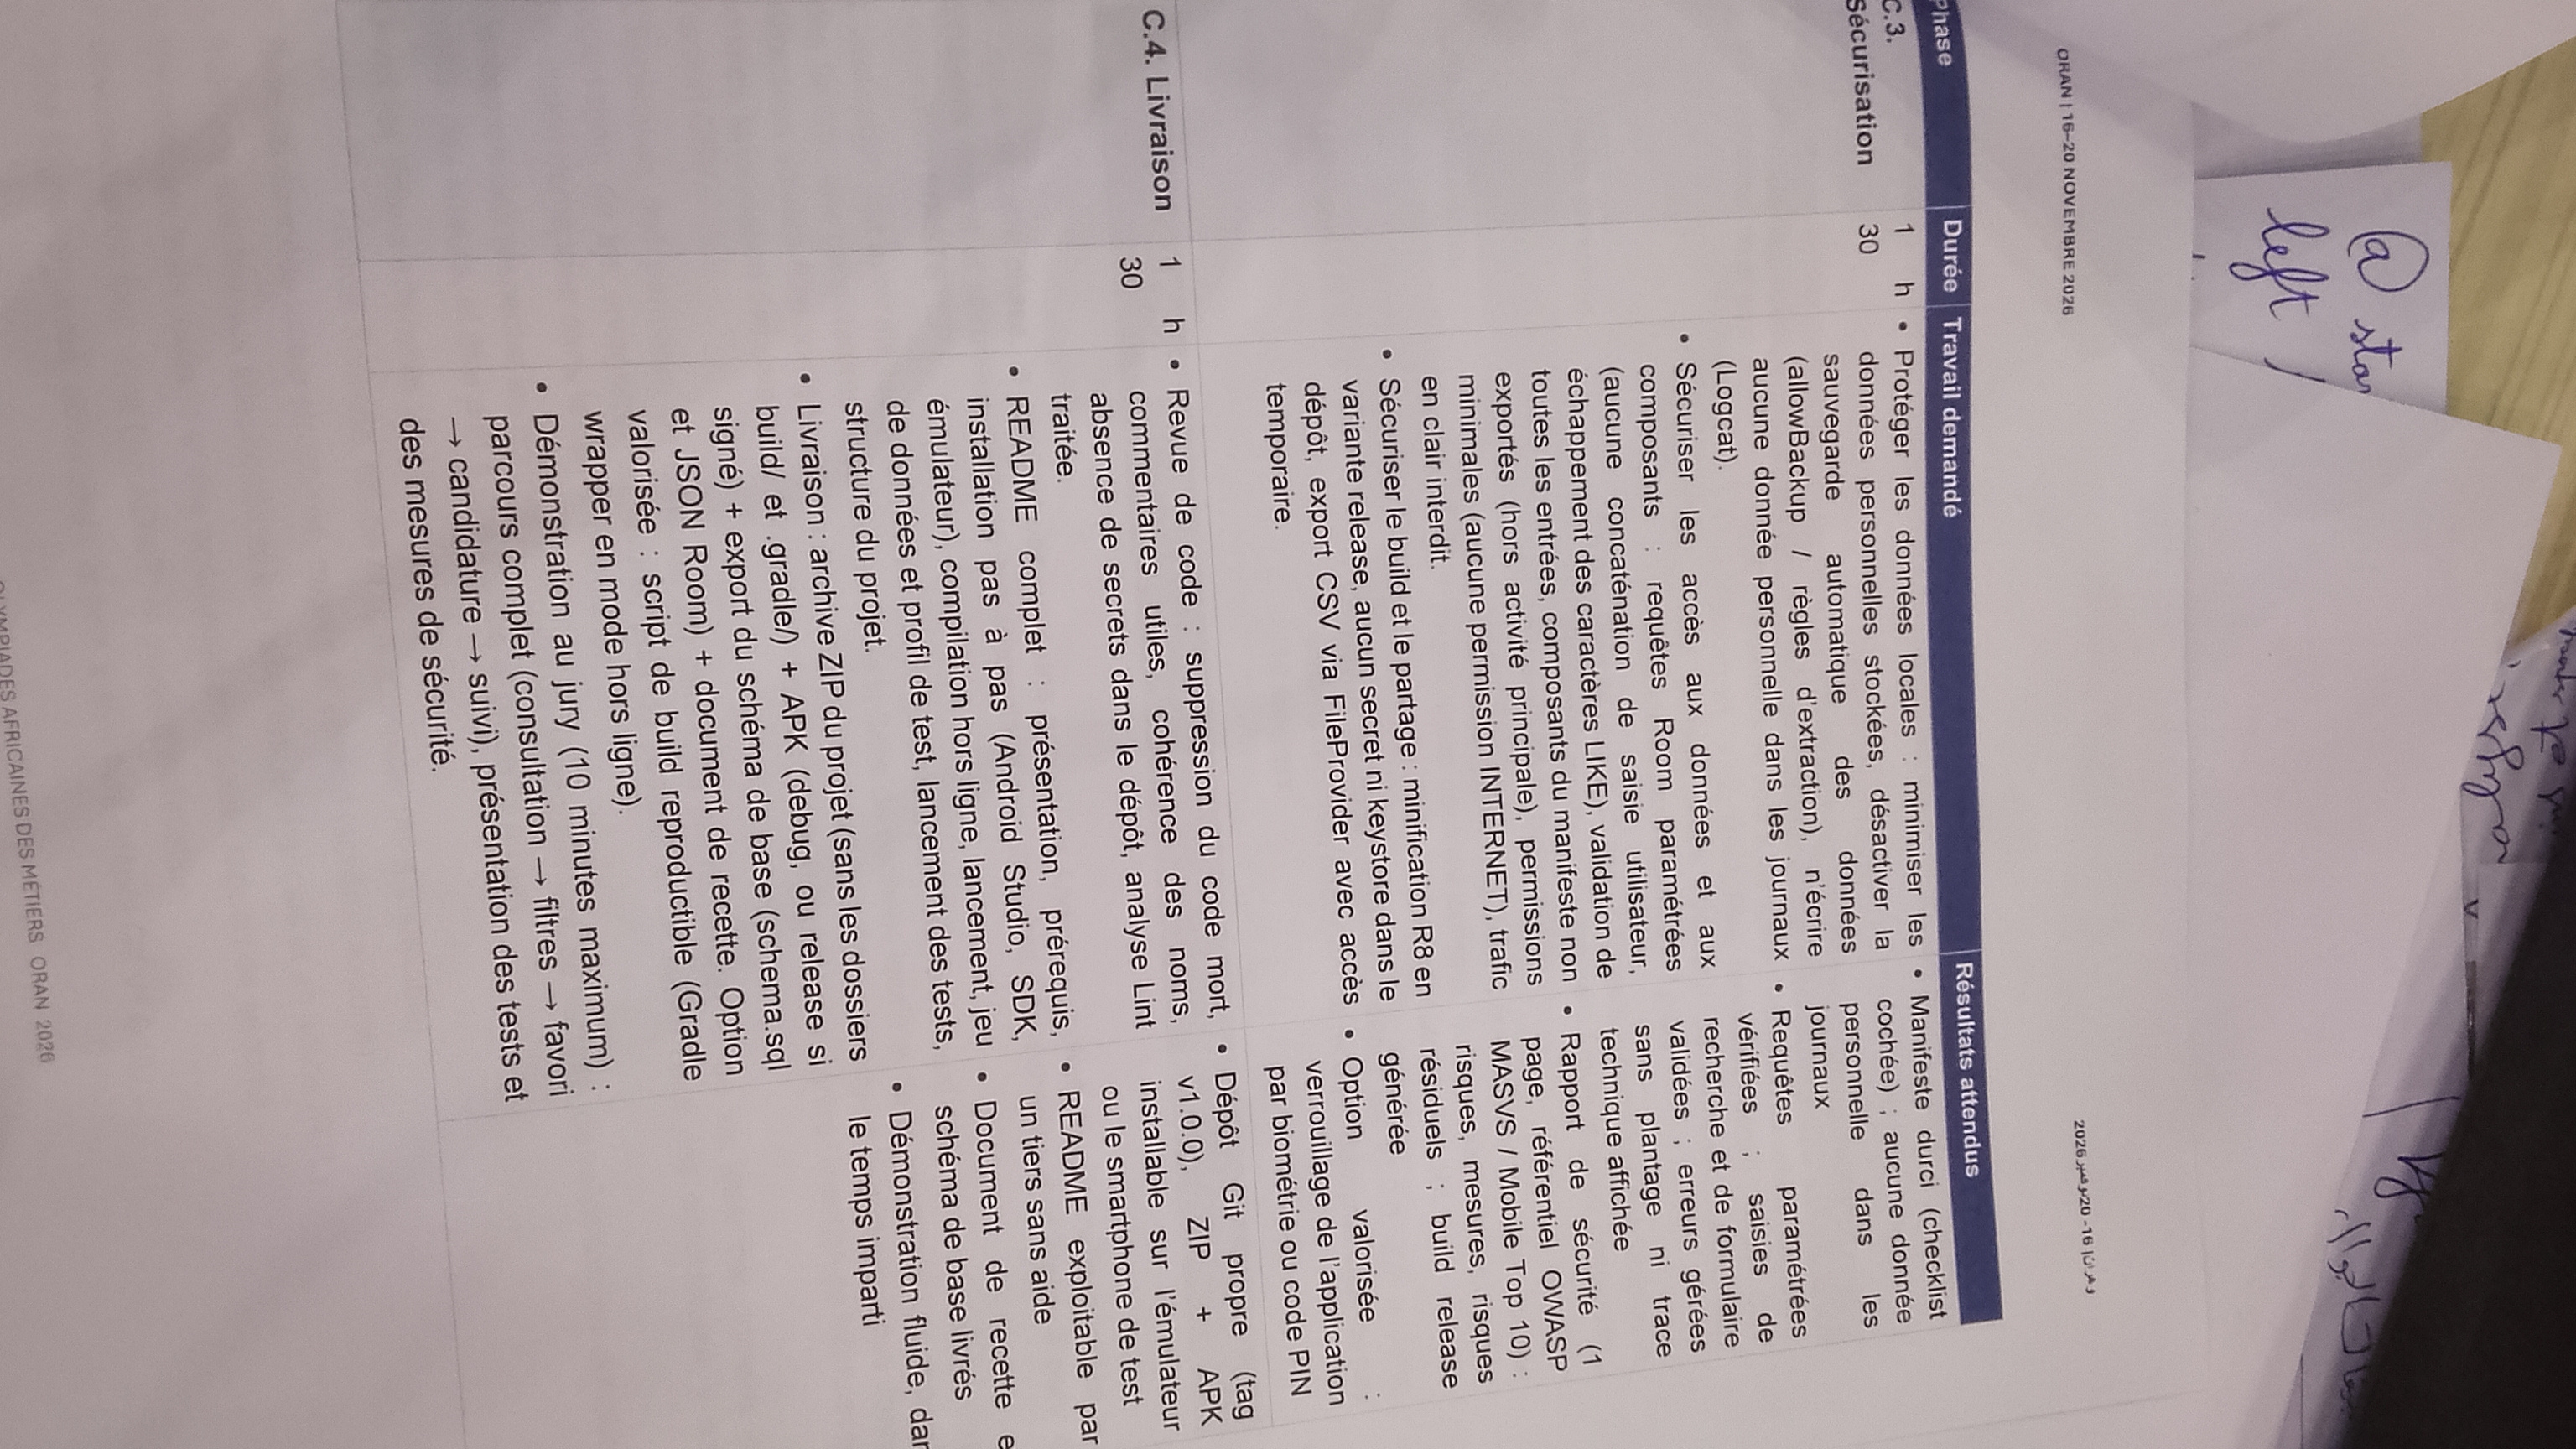 ORAN | 16–20 NOVEMBRE 2026
وهران| 16- 20نوفمبر 2026
Phase Durée Travail demandé Résultats attendus
C.3.
Sécurisation
1 h
30
• Protéger les données locales : minimiser les
données personnelles stockées, désactiver la
sauvegarde automatique des données
(allowBackup / règles d'extraction), n'écrire
aucune donnée personnelle dans les journaux
(Logcat).
• Sécuriser les accès aux données et aux
composants : requêtes Room paramétrées
(aucune concaténation de saisie utilisateur,
échappement des caractères LIKE), validation de
toutes les entrées, composants du manifeste non
exportés (hors activité principale), permissions
minimales (aucune permission INTERNET), trafic
en clair interdit.
• Sécuriser le build et le partage : minification R8 en
variante release, aucun secret ni keystore dans le
dépôt, export CSV via FileProvider avec accès
temporaire.
• Manifeste durci (checklist
cochée) ; aucune donnée
personnelle dans les
journaux
• Requêtes paramétrées
vérifiées ; saisies de
recherche et de formulaire
validées ; erreurs gérées
sans plantage ni trace
technique affichée
• Rapport de sécurité (1
page, référentiel OWASP
MASVS / Mobile Top 10) :
risques, mesures, risques
résiduels ; build release
générée
• Option valorisée :
verrouillage de l'application
par biométrie ou code PIN
C.4. Livraison
1 h
30
• Revue de code : suppression du code mort,
commentaires utiles, cohérence des noms,
absence de secrets dans le dépôt, analyse Lint
traitée.
• README complet : présentation, prérequis,
installation pas à pas (Android Studio, SDK,
émulateur), compilation hors ligne, lancement, jeu
de données et profil de test, lancement des tests,
structure du projet.
• Livraison : archive ZIP du projet (sans les dossiers
build/ et .gradle/) + APK (debug, ou release si
signé) + export du schéma de base (schema.sql
et JSON Room) + document de recette. Option
valorisée : script de build reproductible (Gradle
wrapper en mode hors ligne).
• Démonstration au jury (10 minutes maximum) :
parcours complet (consultation → filtres → favori
→ candidature → suivi), présentation des tests et
des mesures de sécurité.
• Dépôt Git propre (tag
v1.0.0), ZIP + APK
installable sur l'émulateur
ou le smartphone de test
• README exploitable par
un tiers sans aide
• Document de recette e
schéma de base livrés
• Démonstration fluide, dan
le temps imparti
OLYMPIADES AFRICAINES DES MÉTIERS ORAN 2026
@ sta
left